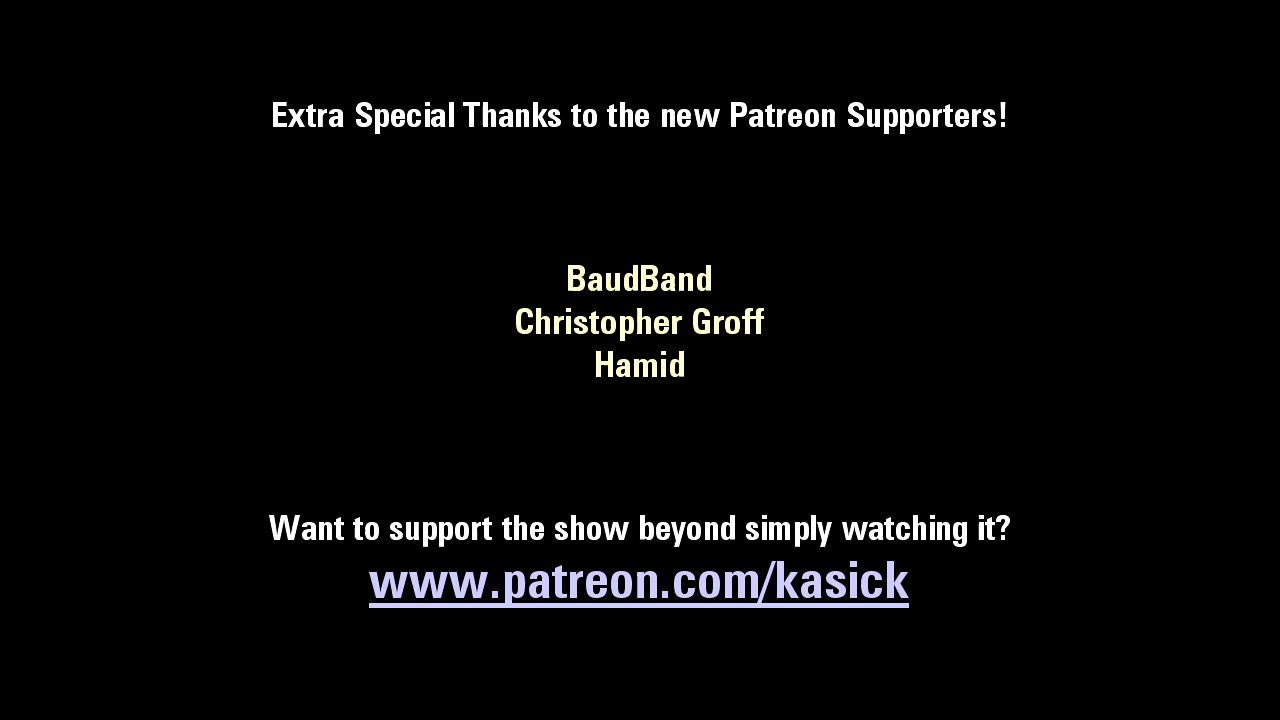 Extra Special Thanks to the new Patreon Supporters!
BaudBand
Christopher Groff
Hamid
Want to support the show beyond simply watching it?
www.patreon.com/kasick